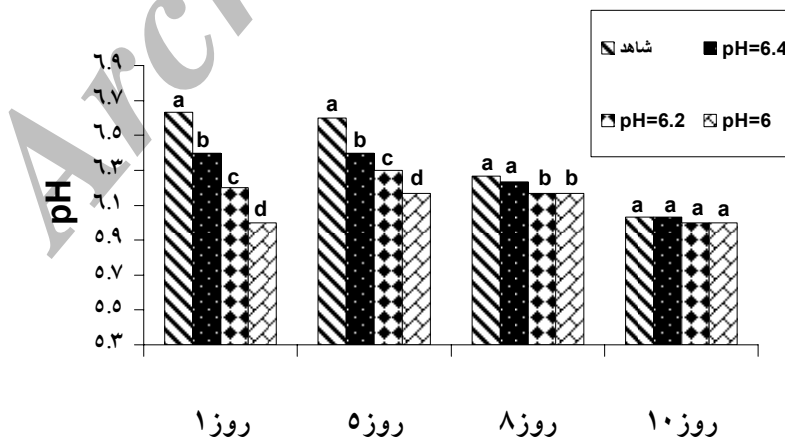 Arc
شاهد pH=6.4
pH=6.2 pH=6
pH
۶.۹
۶.۷
۶.۵
۶.۳
۶.۱
۵.۹
۵.۷
۵.۵
۵.۳
a b c d
a b c d
a a b b
a a a a
روز۱ روز۵ روز۸ روز۱۰